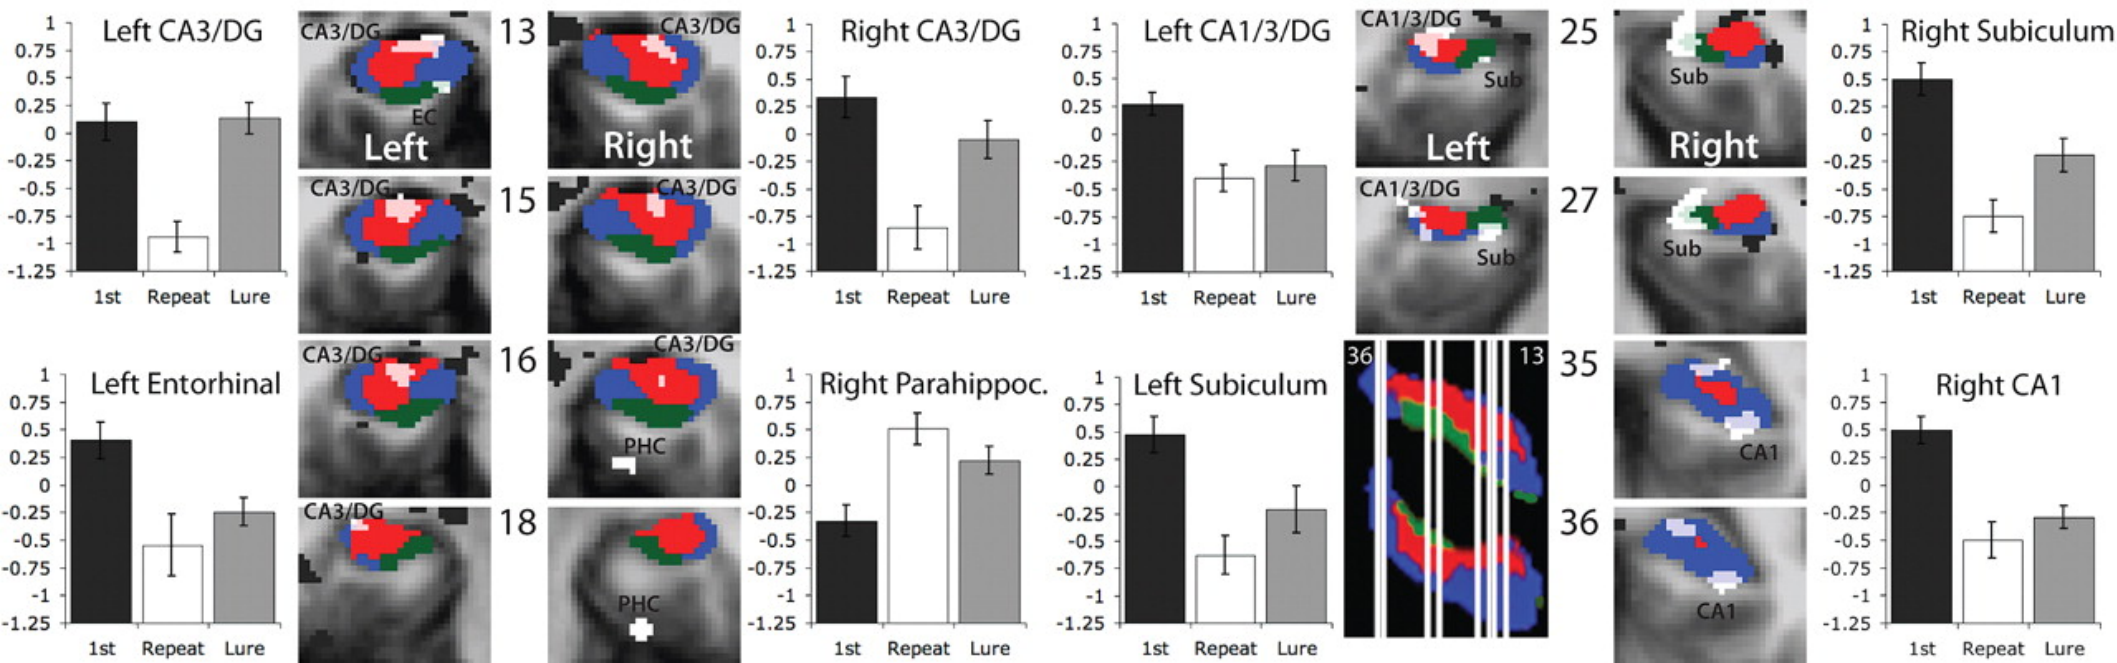 Left CA3/DG
1
0.75
0.5
0.25
0
-0.25
-0.5
-0.75
-1
-1.25
1st Repeat Lure
CA3/DG
EC
Left
13
CA3/DG
Right
CA3/DG
15
CA3/DG
Right CA3/DG
1
0.75
0.5
0.25
0
-0.25
-0.5
-0.75
-1
-1.25
1st Repeat Lure
Left CA1/3/DG
1
0.75
0.5
0.25
0
-0.25
-0.5
-0.75
-1
-1.25
1st Repeat Lure
CA1/3/DG
Sub
Left
25
Sub
Right
CA1/3/DG
Sub
27
Sub
Right Subiculum
1
0.75
0.5
0.25
0
-0.25
-0.5
-0.75
-1
-1.25
1st Repeat Lure
Left Entorhinal
1
0.75
0.5
0.25
0
-0.25
-0.5
-0.75
-1
-1.25
1st Repeat Lure
CA3/DG
16
CA3/DG
PHC
CA3/DG
18
PHC
Right Parahippoc.
1
0.75
0.5
0.25
0
-0.25
-0.5
-0.75
-1
-1.25
1st Repeat Lure
Left Subiculum
1
0.75
0.5
0.25
0
-0.25
-0.5
-0.75
-1
-1.25
1st Repeat Lure
36 13
35
CA1
36
CA1
Right CA1
1
0.75
0.5
0.25
0
-0.25
-0.5
-0.75
-1
-1.25
1st Repeat Lure